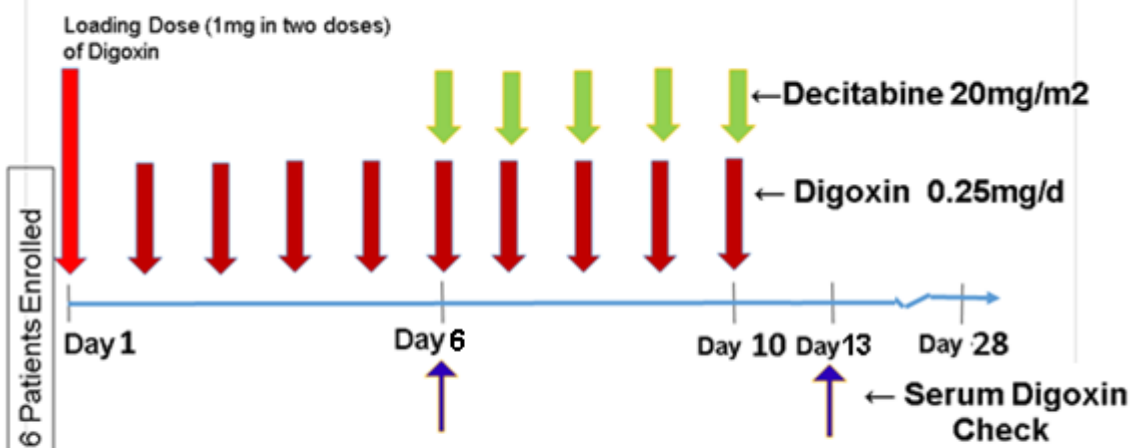 Loading Dose (1mg in two doses)
of Digoxin
←Decitabine 20mg/m2
← Digoxin 0.25mg/d
6 Patients Enrolled
Day 1
Day 6
Day 10
Day 13
Day 28
← Serum Digoxin
Check